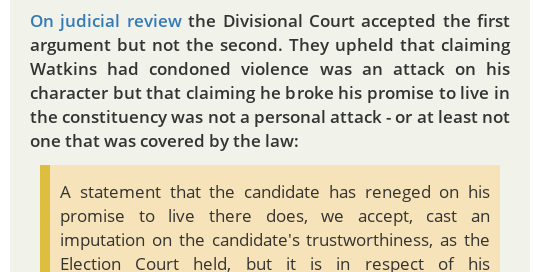 On judicial review the Divisional Court accepted the first
argument but not the second. They upheld that claiming
Watkins had condoned violence was an attack on his
character but that claiming he broke his promise to live in
the constituency was not a personal attack - or at least not
one that was covered by the law:
A statement that the candidate has reneged on his
promise to live there does, we accept, cast an
imputation on the candidate's trustworthiness, as the
Election Court held, but it is in respect of his